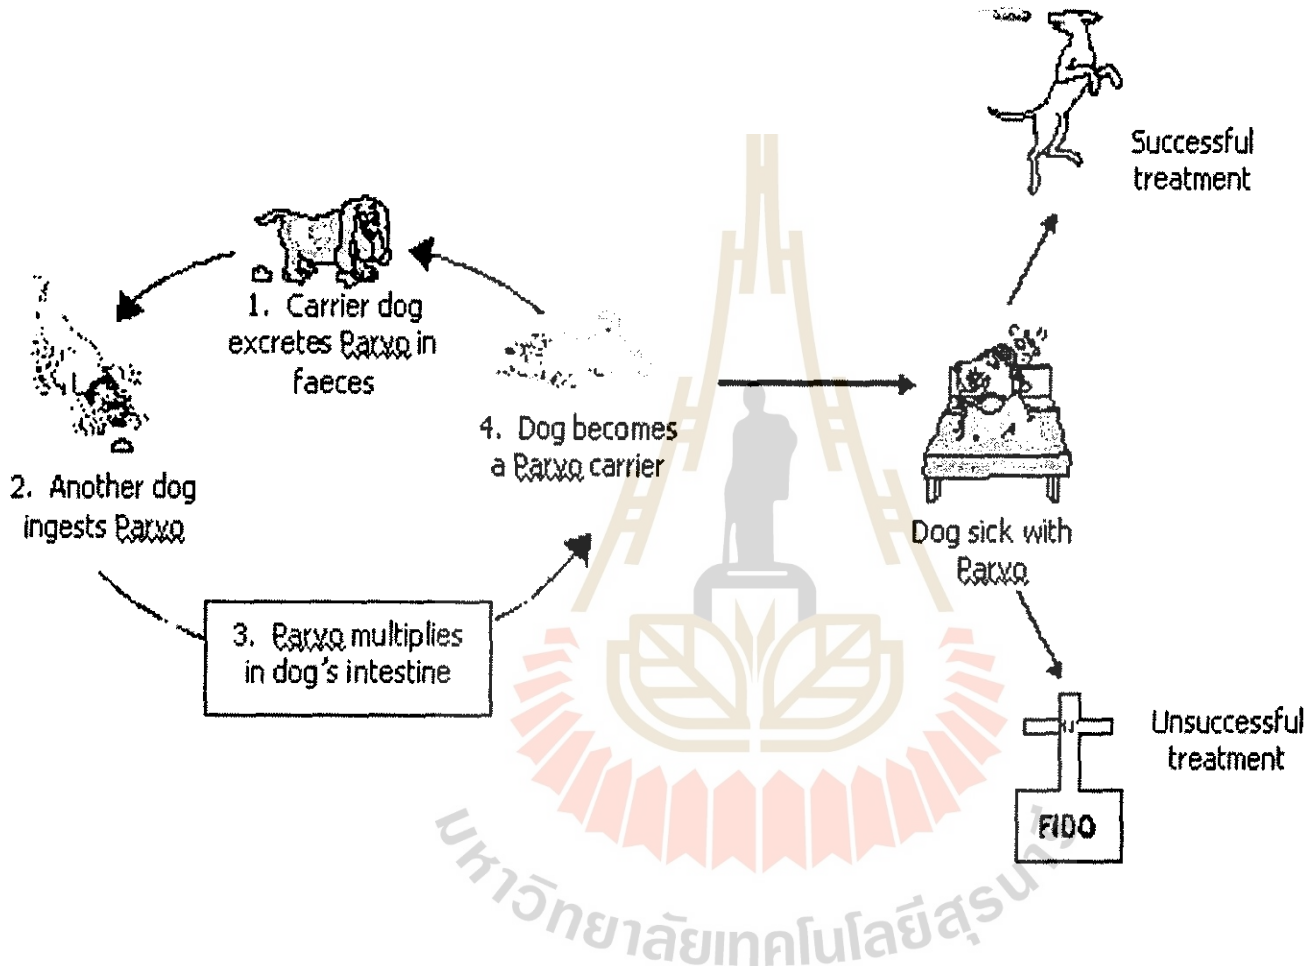 Successful
treatment
1. Carrier dog
excretes Parvo in
faeces
2. Another dog
ingests Parvo
3. Parvo multiplies
in dog's intestine
4. Dog becomes
a Parvo carrier
Dog sick with
Parvo
Unsuccessful
treatment
FIDO
มหาวิทยาลัยเทคโนโลยีสุรนารี